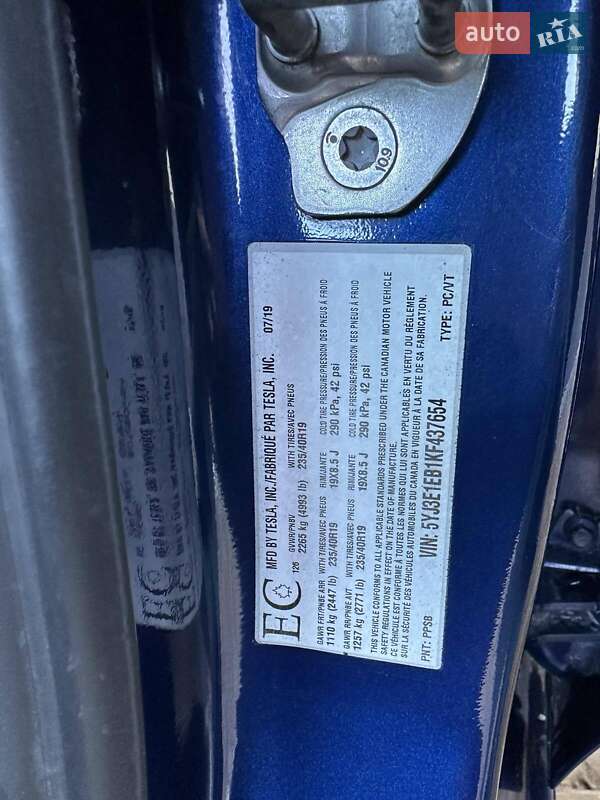 auto RIA.com
10.9
EC
MFD BY TESLA, INC./FABRIQUÉ PAR TESLA, INC. 07/19
126
GVWR/PNBV WITH TIRES/AVEC PNEUS
2265 kg (4993 lb) 235/40R19
GAWR FRT/PNBE ARR WITH TIRES/AVEC PNEUS RIMS/JANTE COLD TIRE PRESSURE/PRESSION DES PNEUS À FROID
1110 kg (2447 lb) 235/40R19 19X8.5 J 290 kPa, 42 psi
GAWR RR/PNBE AVT WITH TIRES/AVEC PNEUS RIMS/JANTE COLD TIRE PRESSURE/PRESSION DES PNEUS À FROID
1257 kg (2771 lb) 235/40R19 19X8.5 J 290 kPa, 42 psi
THIS VEHICLE CONFORMS TO ALL APPLICABLE STANDARDS PRESCRIBED UNDER THE CANADIAN MOTOR VEHICLE
SAFETY REGULATIONS IN EFFECT ON THE DATE OF MANUFACTURE.
CE VÉHICULE EST CONFORME À TOUTES LES NORMES QUI LUI SONT APPLICABLES EN VERTU DU RÈGLEMENT
SUR LA SÉCURITÉ DES VÉHICULES AUTOMOBILES DU CANADA EN VIGUEUR À LA DATE DE SA FABRICATION.
VIN: 5YJ3E1EB1KF437654
PNT: PPSB TYPE: PC/VT